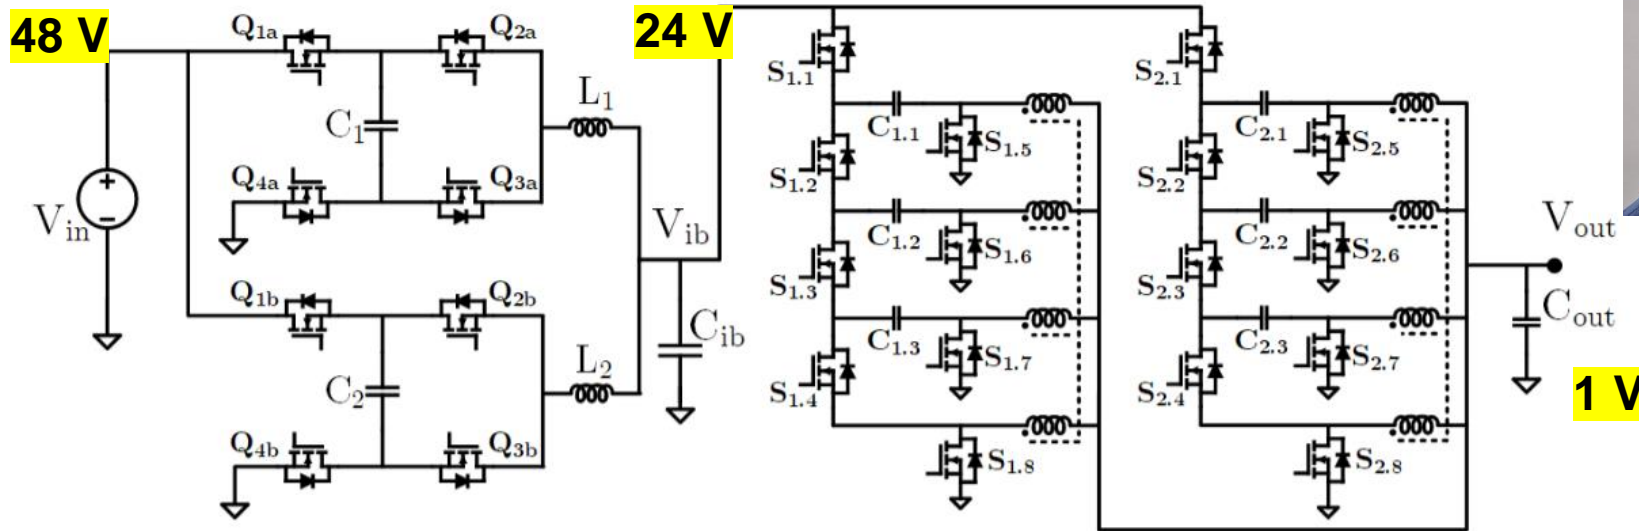 48 V
Q1a
Q2a
24 V
S1.1
S2.1
L1
C1
C1.1
S1.5
C2.1
S2.5
S1.2
S2.2
Q4a
Q3a
Vin
Vib
C1.2
S1.6
C2.2
S2.6
Vout
S1.3
S2.3
Q1b
Q2b
Cib
Cout
C1.3
S1.7
C2.3
S2.7
L2
C2
S1.4
S2.4
1 V
Q4b
Q3b
S1.8
S2.8